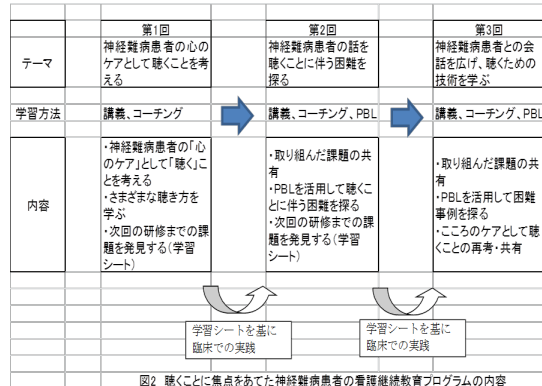 第1回
第2回
第3回
テーマ
神経難病患者の心の
ケアとして聴くことを考
える
神経難病患者の話を
聴くことに伴う困難を
探る
神経難病患者との会
話を広げ、聴くための
技術を学ぶ
学習方法
講義、コーチング
講義、コーチング、PBL
講義、コーチング、PBL
内容
・神経難病患者の「心
のケア」として「聴く」こ
とを考える
・さまざまな聴き方を
学ぶ
・次回の研修までの課
題を発見する(学習
シート)
・取り組んだ課題の共
有
・PBLを活用して聴くこ
とに伴う困難を探る
・次回の研修までの課
題を発見する(学習
シート)
・取り組んだ課題の共
有
・PBLを活用して困難
事例を探る
・こころのケアとして聴
くことの再考・共有
学習シートを基に
臨床での実践
学習シートを基に
臨床での実践
図2 聴くことに焦点をあてた神経難病患者の看護継続教育プログラムの内容